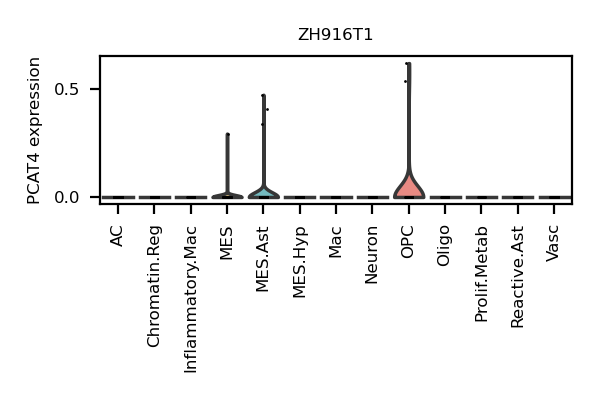 ZH916T1
PCAT4 expression
0.5
0.0
AC
Chromatin.Reg
Inflammatory.Mac
MES
MES.Ast
MES.Hyp
Mac
Neuron
OPC
Oligo
Prolif.Metab
Reactive.Ast
Vasc